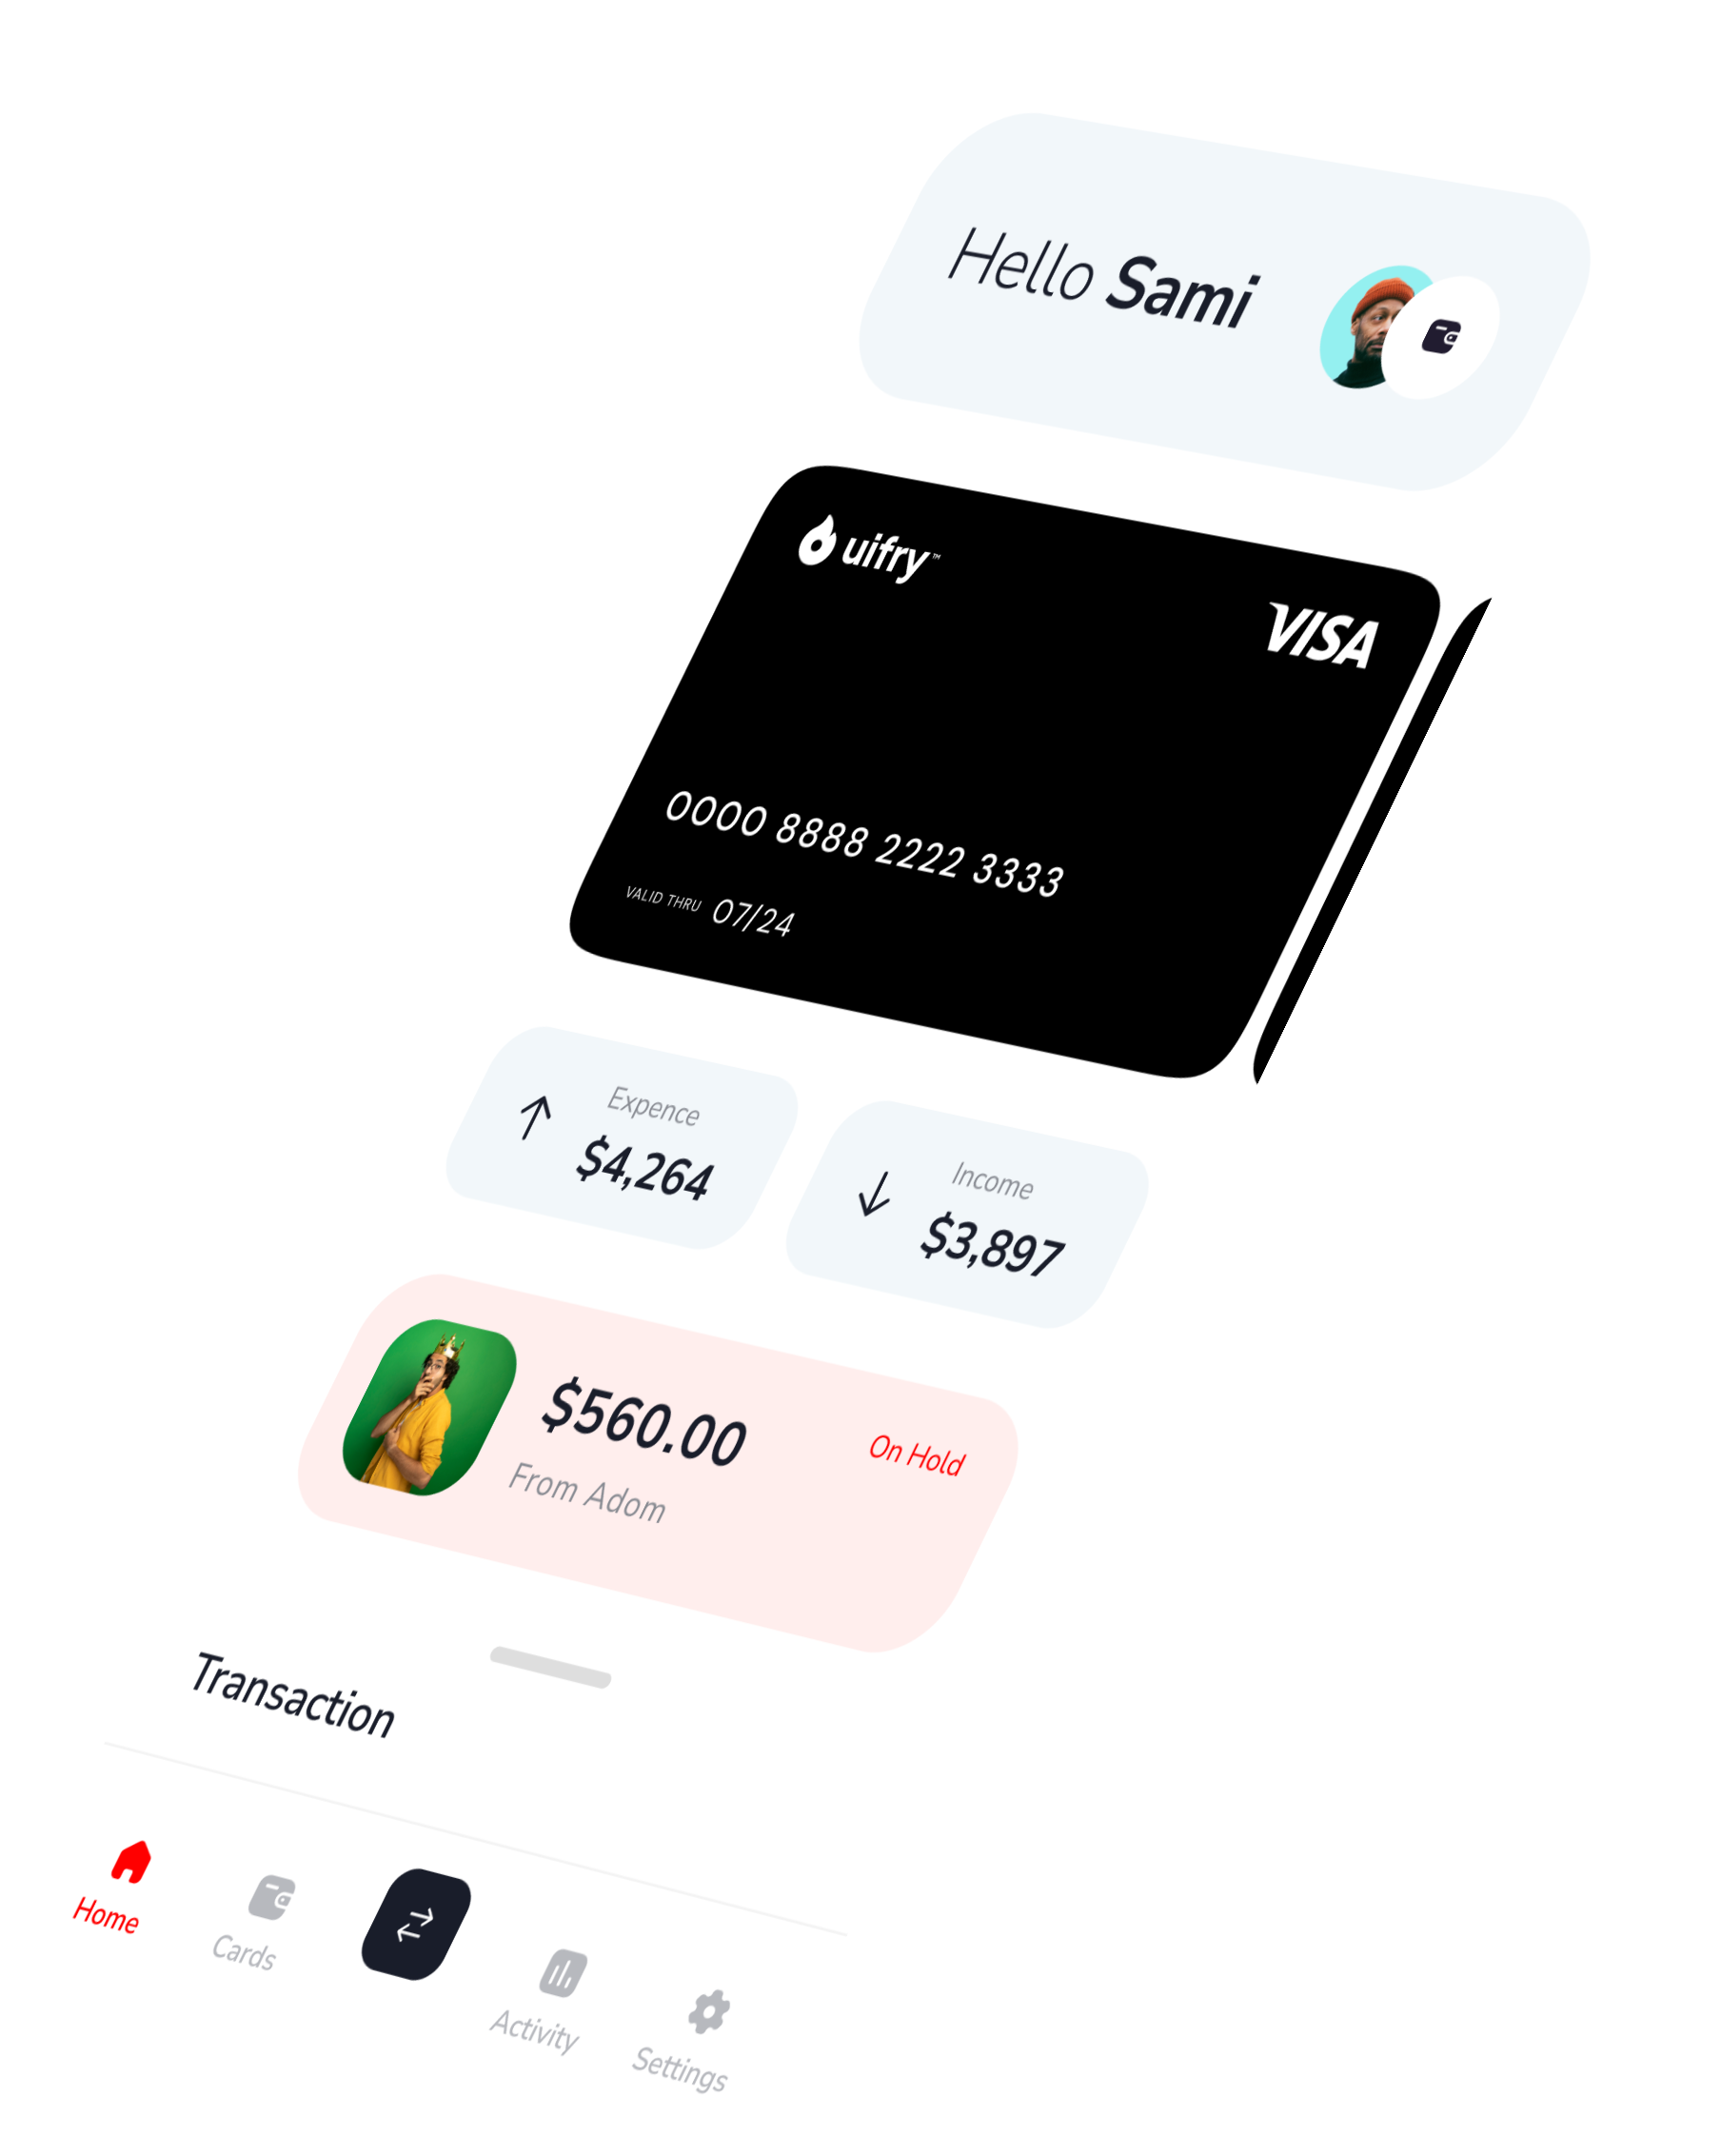 Hello Sami
uifry™
VISA
0000 8888 2222 3333
VALID THRU 07/24
Expence
$4,264
Income
$3,897
$560.00
On Hold
From Adom
Transaction
Home
Cards
Activity
Settings